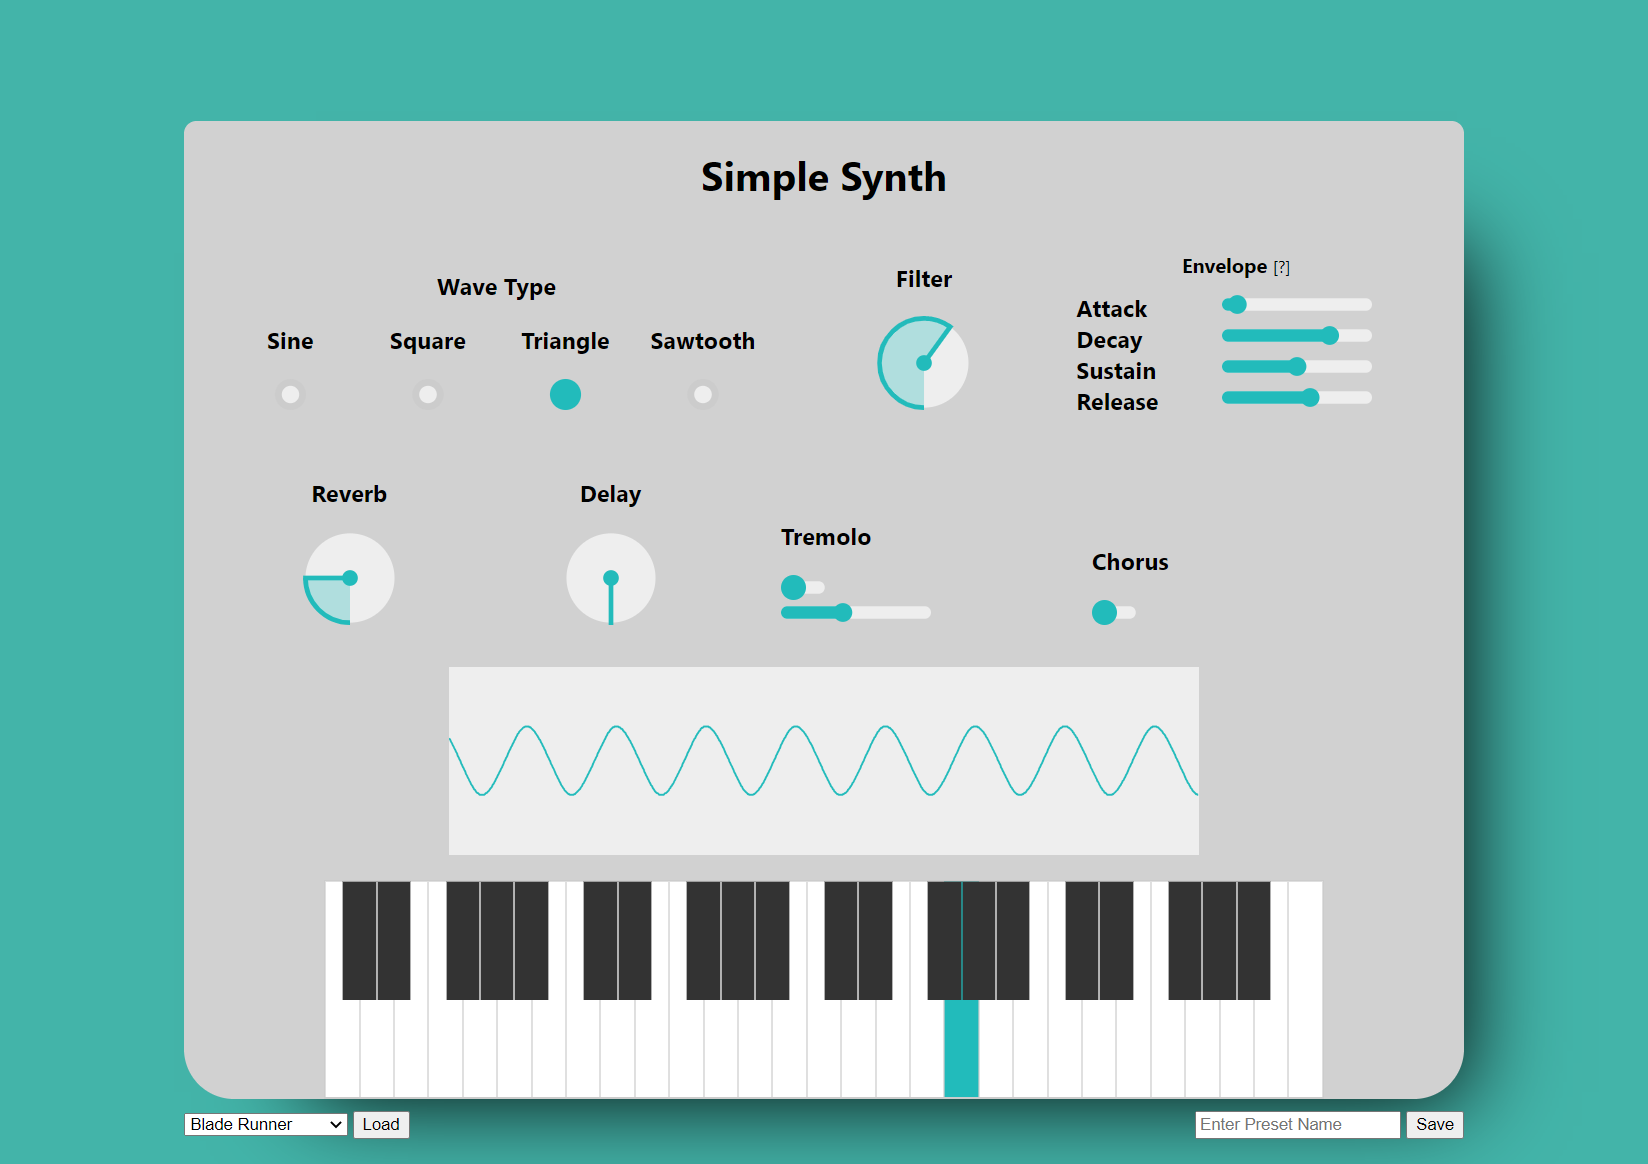 Simple Synth
Wave Type
Sine Square Triangle Sawtooth
Filter
Envelope [?]
Attack
Decay
Sustain
Release
Reverb
Delay
Tremolo
Chorus
Blade Runner Load
Enter Preset Name Save